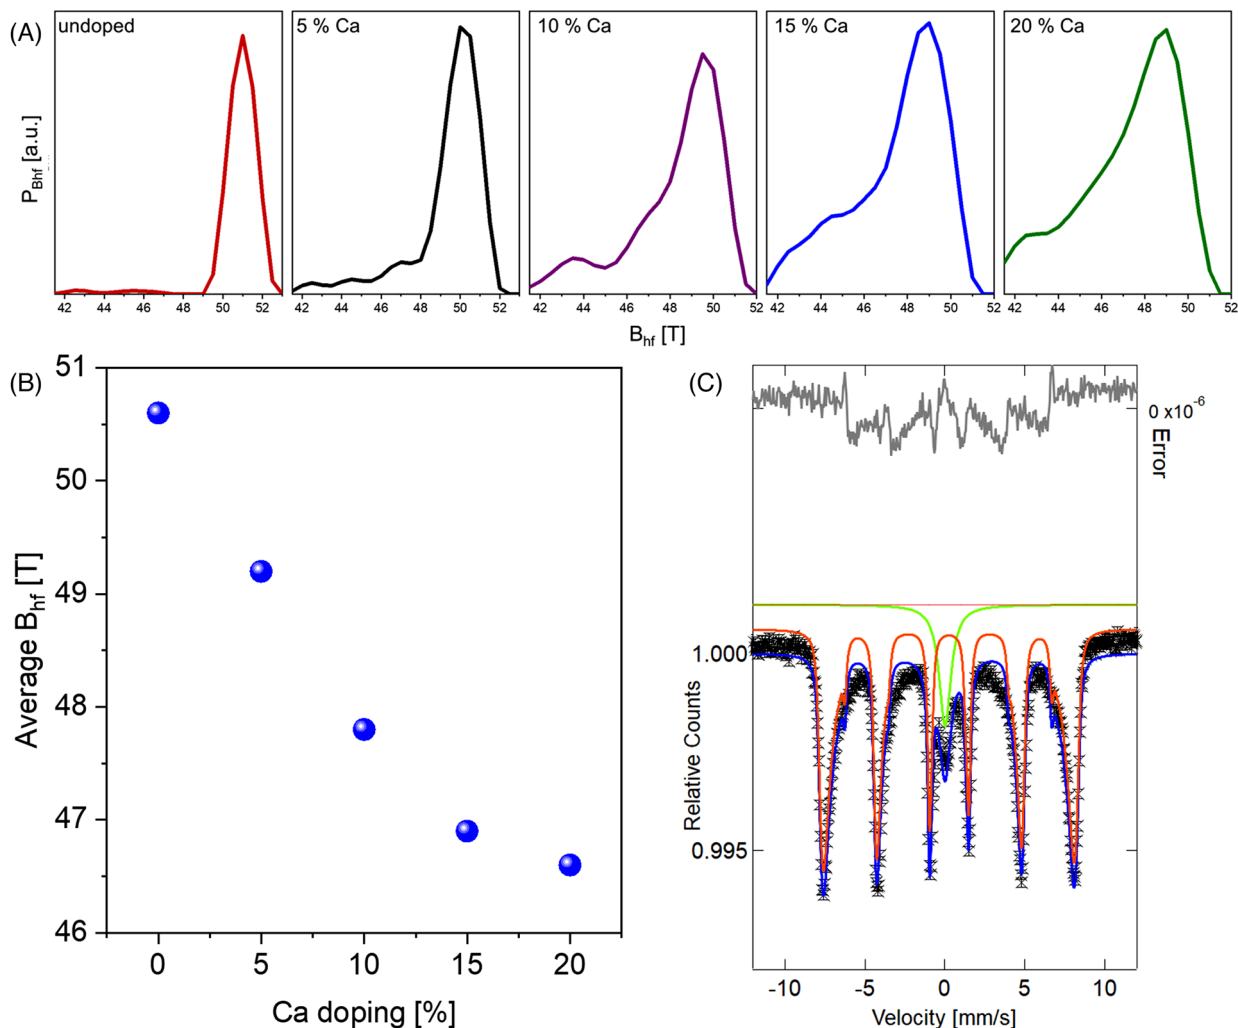 (A)
undoped
5 % Ca
10 % Ca
15 % Ca
20 % Ca
P_Bhf [a.u.]
42 44 46 48 50 52
42 44 46 48 50 52
42 44 46 48 50 52
42 44 46 48 50 52
42 44 46 48 50 52
B_hf [T]
(B)
51
50
49
48
47
46
Average B_hf [T]
0 5 10 15 20
Ca doping [%]
(C)
0 x10^-6
Error
1.000
0.995
Relative Counts
-10 -5 0 5 10
Velocity [mm/s]